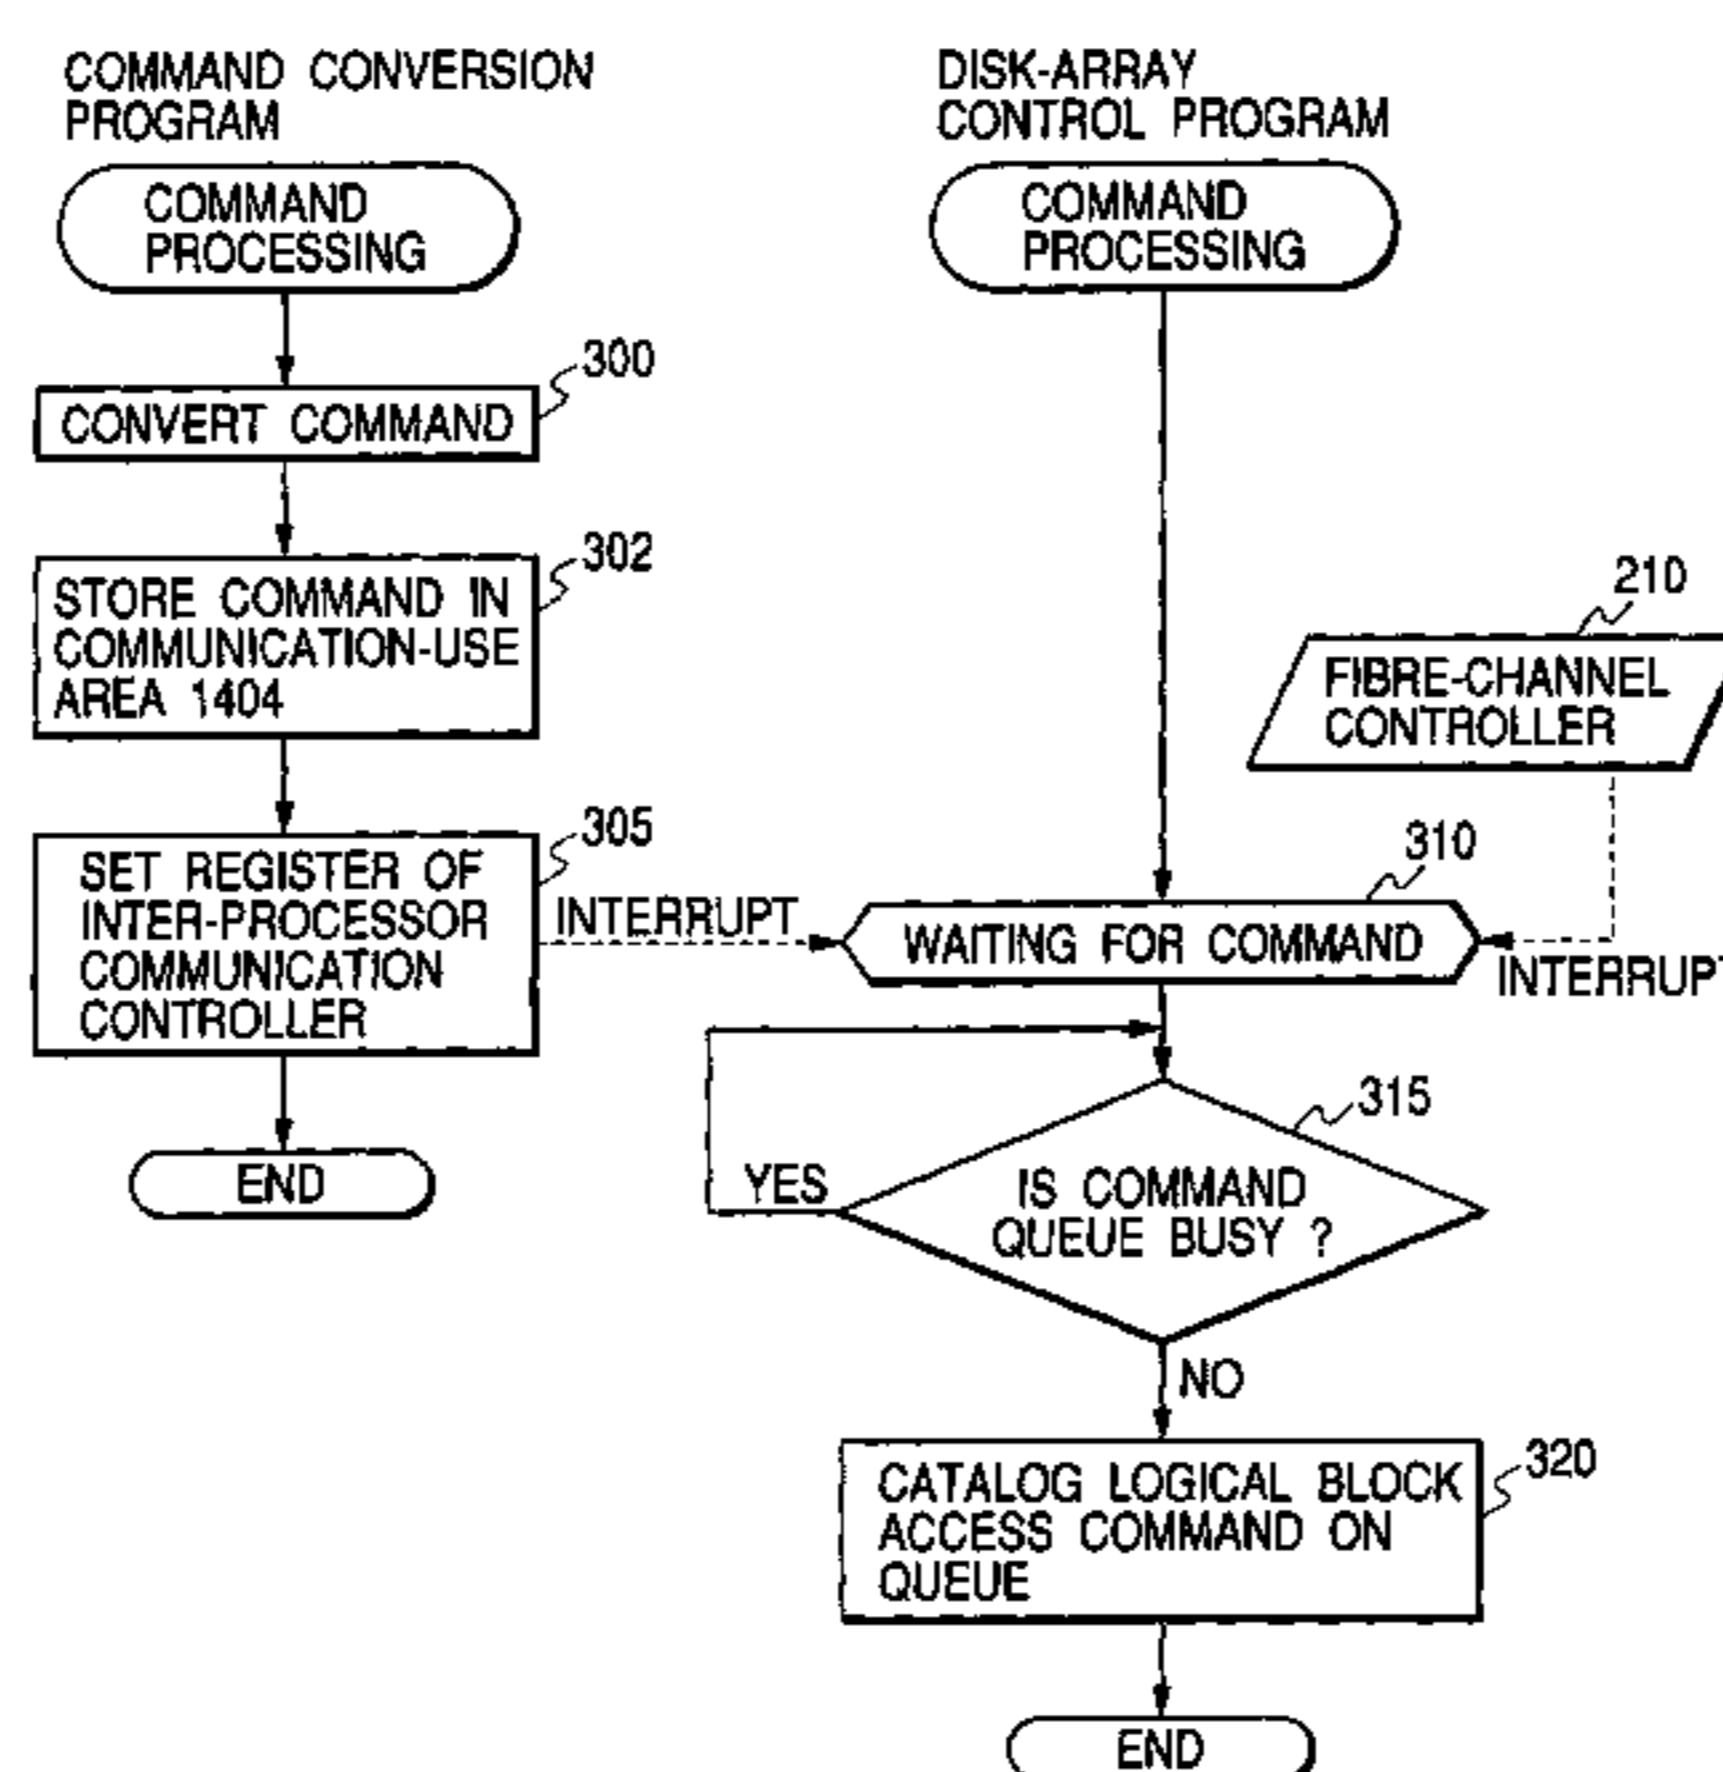 COMMAND CONVERSION
PROGRAM
COMMAND
PROCESSING
300
CONVERT COMMAND
302
STORE COMMAND IN
COMMUNICATION-USE
AREA 1404
305
SET REGISTER OF
INTER-PROCESSOR
COMMUNICATION
CONTROLLER
INTERRUPT
END
DISK-ARRAY
CONTROL PROGRAM
COMMAND
PROCESSING
210
FIBRE-CHANNEL
CONTROLLER
310
WAITING FOR COMMAND
INTERRUPT
315
YES
IS COMMAND
QUEUE BUSY ?
NO
320
CATALOG LOGICAL BLOCK
ACCESS COMMAND ON
QUEUE
END